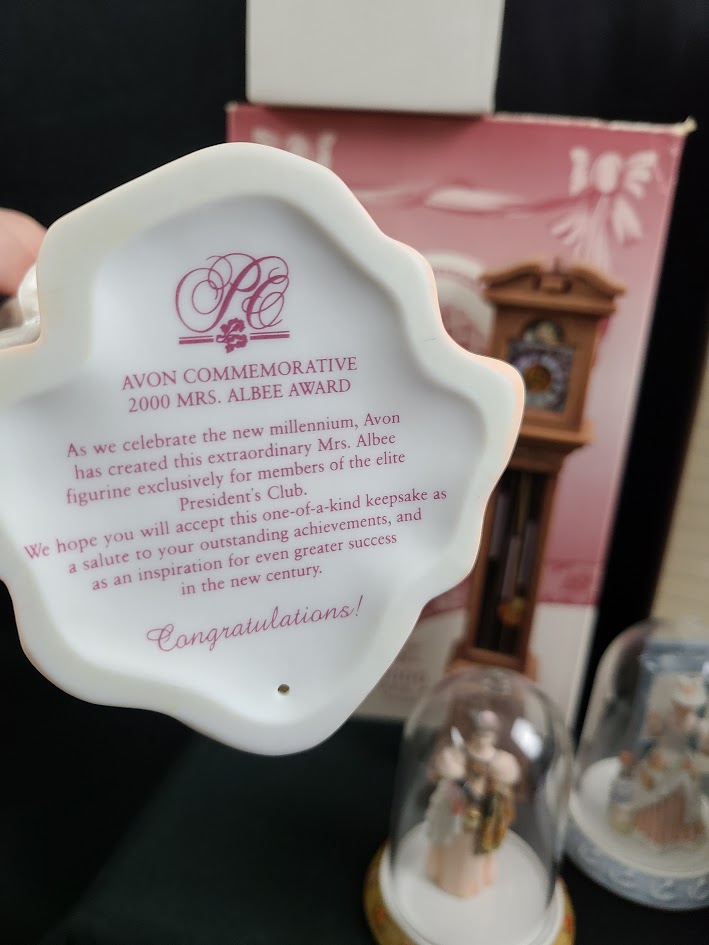 PC
AVON COMMEMORATIVE
2000 MRS. ALBEE AWARD
As we celebrate the new millennium, Avon
has created this extraordinary Mrs. Albee
figurine exclusively for members of the elite
President's Club.
We hope you will accept this one-of-a-kind keepsake as
a salute to your outstanding achievements, and
as an inspiration for even greater success
in the new century.
Congratulations!